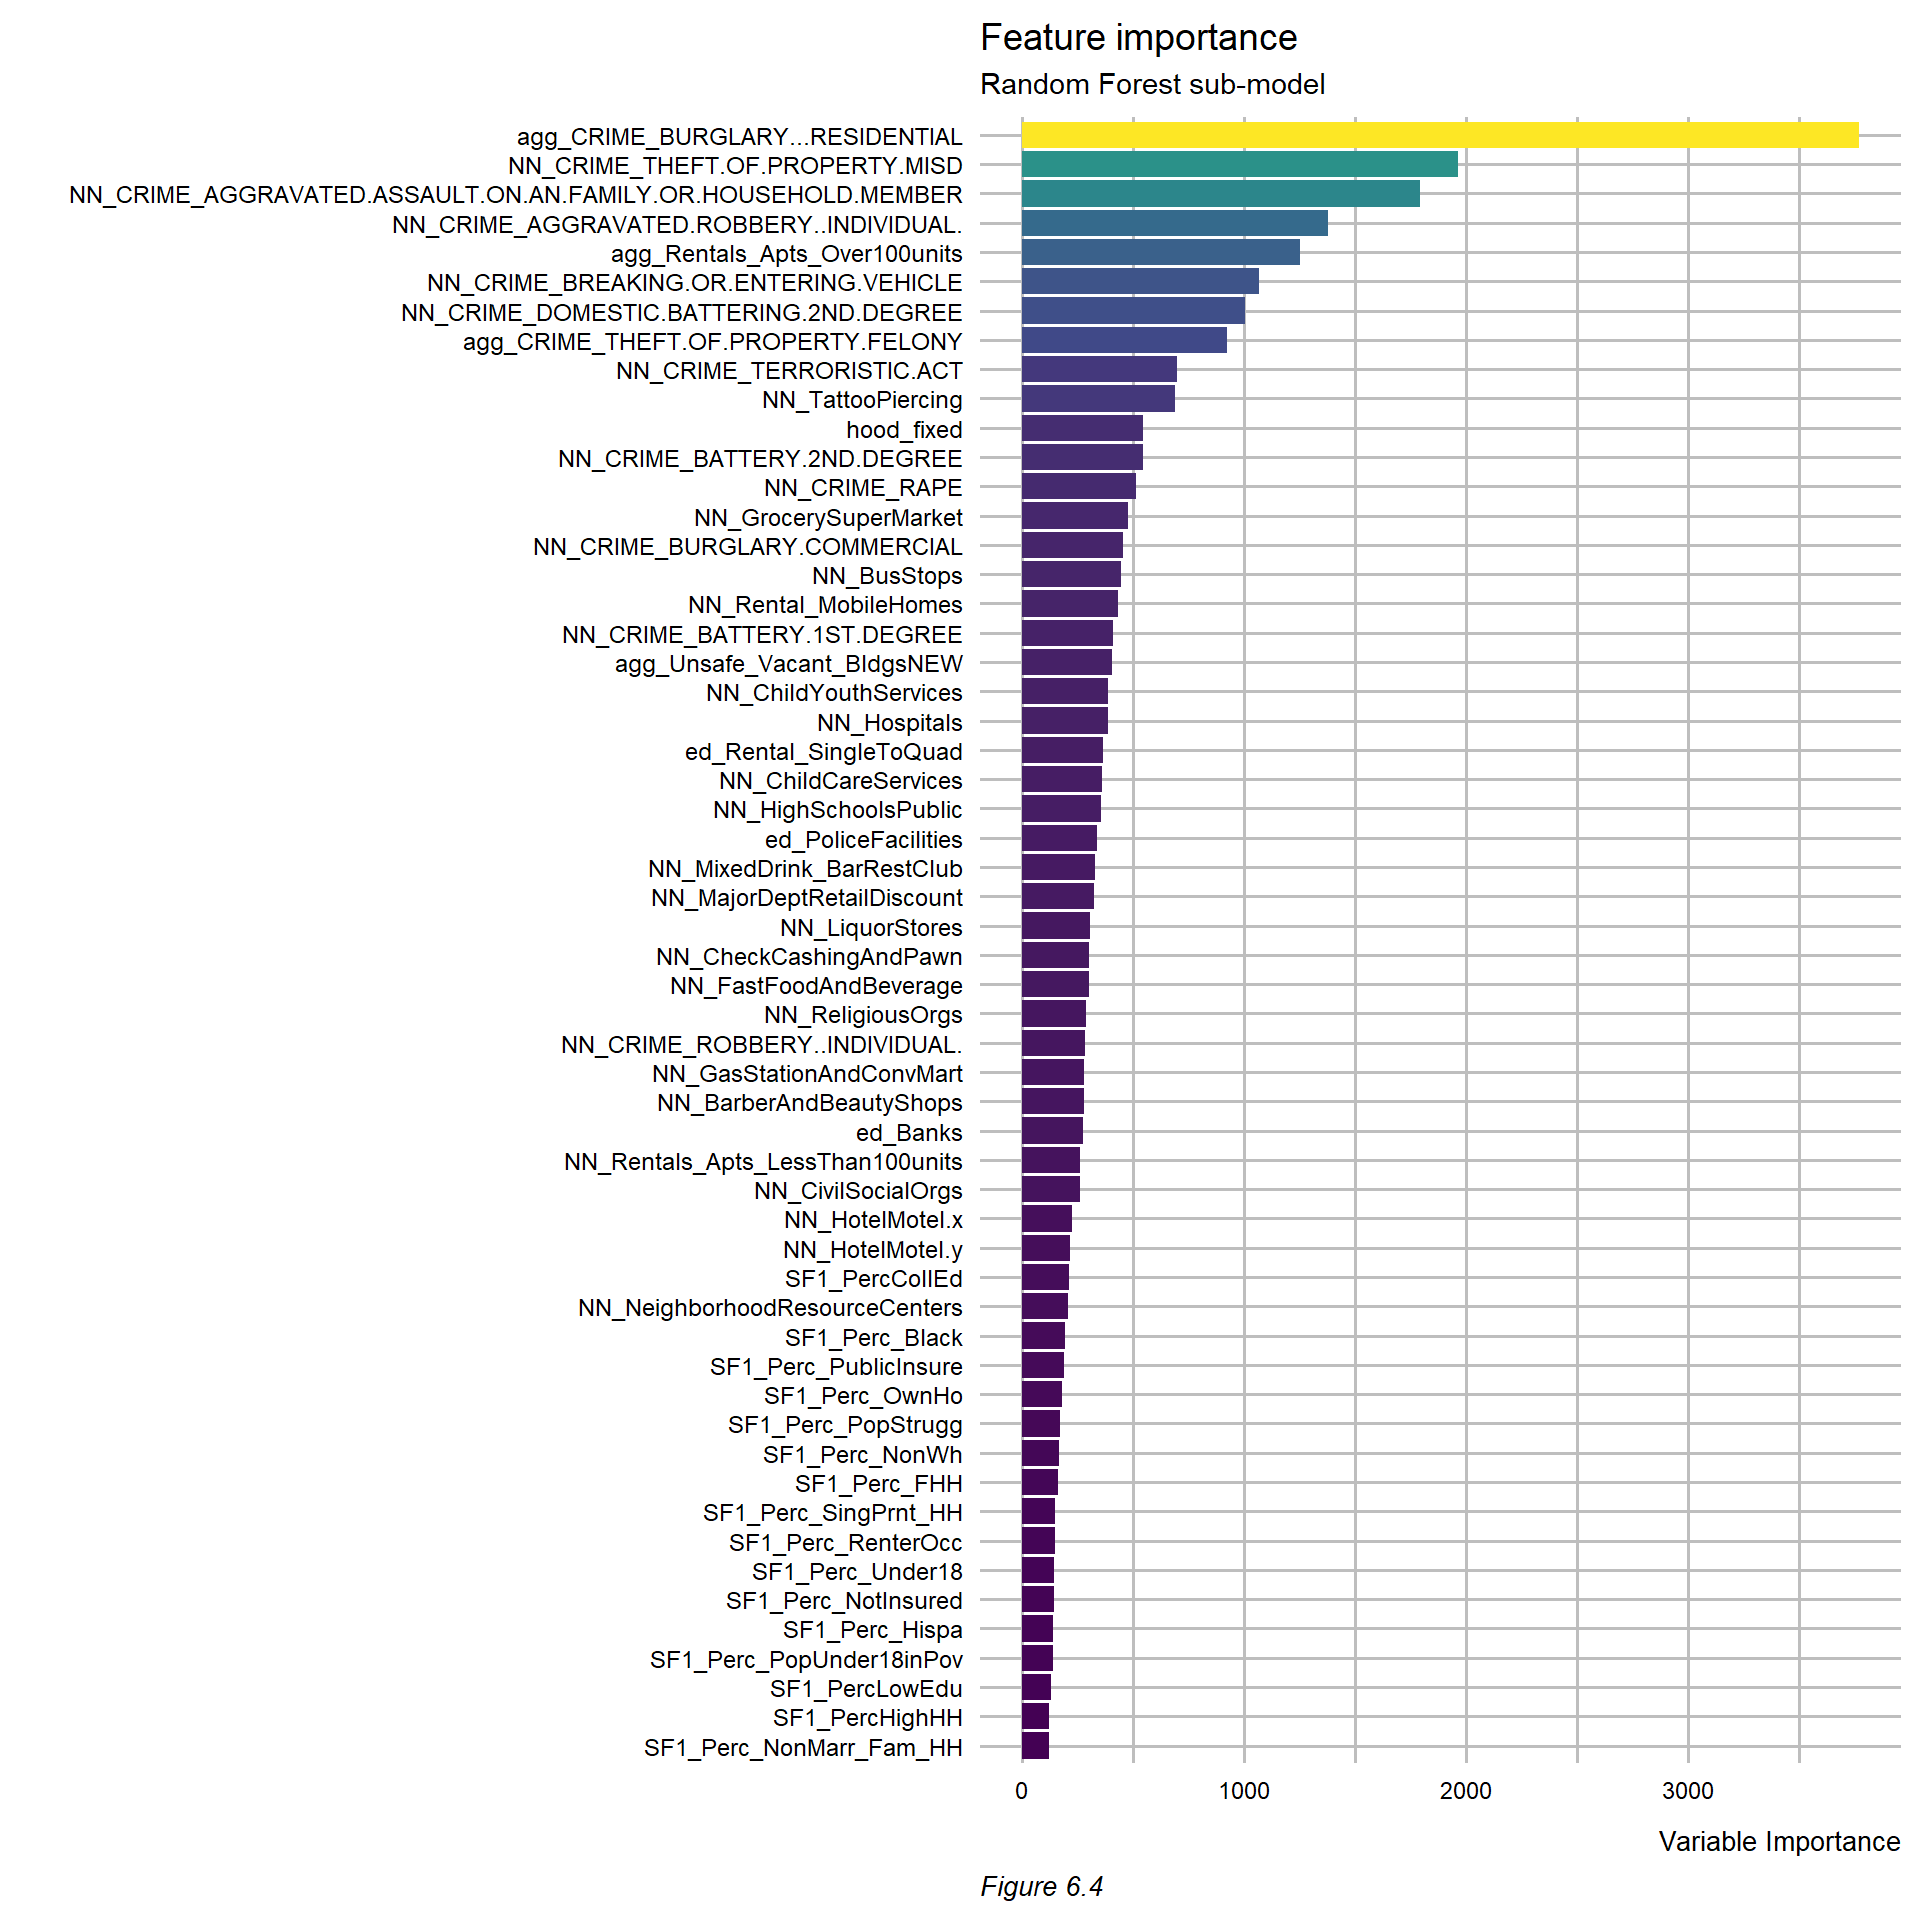 Feature importance
Random Forest sub-model
agg_CRIME_BURGLARY...RESIDENTIAL
NN_CRIME_THEFT.OF.PROPERTY.MISD
NN_CRIME_AGGRAVATED.ASSAULT.ON.AN.FAMILY.OR.HOUSEHOLD.MEMBER
NN_CRIME_AGGRAVATED.ROBBERY..INDIVIDUAL.
agg_Rentals_Apts_Over100units
NN_CRIME_BREAKING.OR.ENTERING.VEHICLE
NN_CRIME_DOMESTIC.BATTERING.2ND.DEGREE
agg_CRIME_THEFT.OF.PROPERTY.FELONY
NN_CRIME_TERRORISTIC.ACT
NN_TattooPiercing
hood_fixed
NN_CRIME_BATTERY.2ND.DEGREE
NN_CRIME_RAPE
NN_GrocerySuperMarket
NN_CRIME_BURGLARY.COMMERCIAL
NN_BusStops
NN_Rental_MobileHomes
NN_CRIME_BATTERY.1ST.DEGREE
agg_Unsafe_Vacant_BldgsNEW
NN_ChildYouthServices
NN_Hospitals
ed_Rental_SingleToQuad
NN_ChildCareServices
NN_HighSchoolsPublic
ed_PoliceFacilities
NN_MixedDrink_BarRestClub
NN_MajorDeptRetailDiscount
NN_LiquorStores
NN_CheckCashingAndPawn
NN_FastFoodAndBeverage
NN_ReligiousOrgs
NN_CRIME_ROBBERY..INDIVIDUAL.
NN_GasStationAndConvMart
NN_BarberAndBeautyShops
ed_Banks
NN_Rentals_Apts_LessThan100units
NN_CivilSocialOrgs
NN_HotelMotel.x
NN_HotelMotel.y
SF1_PercCollEd
NN_NeighborhoodResourceCenters
SF1_Perc_Black
SF1_Perc_PublicInsure
SF1_Perc_OwnHo
SF1_Perc_PopStrugg
SF1_Perc_NonWh
SF1_Perc_FHH
SF1_Perc_SingPrnt_HH
SF1_Perc_RenterOcc
SF1_Perc_Under18
SF1_Perc_NotInsured
SF1_Perc_Hispa
SF1_Perc_PopUnder18inPov
SF1_PercLowEdu
SF1_PercHighHH
SF1_Perc_NonMarr_Fam_HH
0 1000 2000 3000
Variable Importance
Figure 6.4